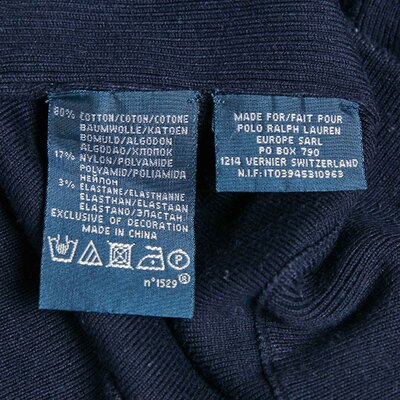 80% COTTON/COTON/COTONE
BAUMWOLLE/KATOEN
BOMULD/ALGODON
ALGODAO/ХЛОПОК
17% NYLON/POLYAMIDE
POLYAMID/POLIAMIDA
НЕЙЛОН
3% ELASTANE/ELASTHANNE
ELASTHAN/ELASTAAN
ELASTANO/ЭЛАСТАН.
EXCLUSIVE OF DECORATION
MADE IN CHINA
P
n°1529 ®
MADE FOR/FAIT POUR
POLO RALPH LAUREN
EUROPE SARL
PO BOX 790
1214 VERNIER SWITZERLAND
N.I.F: IT03945310963